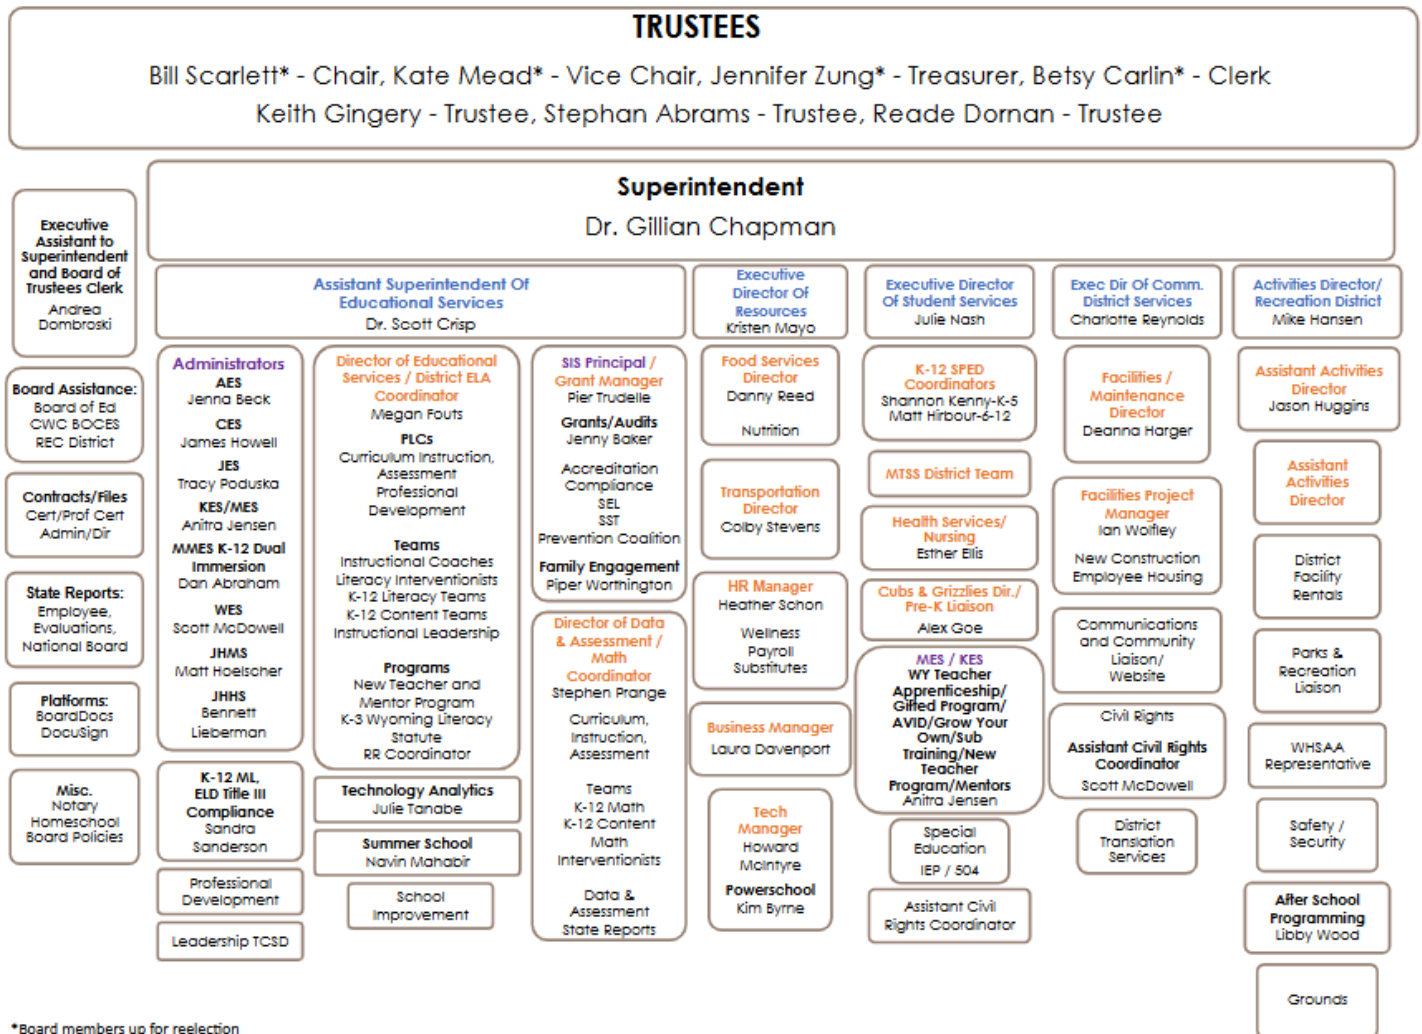 TRUSTEES
Bill Scarlett* - Chair, Kate Mead* - Vice Chair, Jennifer Zung* - Treasurer, Betsy Carlin* - Clerk
Keith Gingery - Trustee, Stephan Abrams - Trustee, Reade Dornan - Trustee
Superintendent
Dr. Gillian Chapman
Executive
Assistant to
Superintendent
and Board of
Trustees Clerk
Andrea
Dombroski
Board Assistance:
Board of Ed
CWC BOCES
REC District
Contracts/Files
Cert/Prof Cert
Admin/Dir
State Reports:
Employee,
Evaluations,
National Board
Platforms:
BoardDocs
DocuSign
Misc.
Notary
Homeschool
Board Policies
Assistant Superintendent Of
Educational Services
Dr. Scott Crisp
Administrators
AES
Jenna Beck
CES
James Howell
JES
Tracy Poduska
KES/MES
Anitra Jensen
MMES K-12 Dual
Immersion
Dan Abraham
WES
Scott McDowell
JHMS
Matt Hoelscher
JHHS
Bennett
Lieberman
K-12 ML,
ELD Title III
Compliance
Sandra
Sanderson
Professional
Development
Leadership TCSD
Director of Educational
Services / District ELA
Coordinator
Megan Fouts
PLCs
Curriculum Instruction,
Assessment
Professional
Development
Teams
Instructional Coaches
Literacy Interventionists
K-12 Literacy Teams
K-12 Content Teams
Instructional Leadership
Programs
New Teacher and
Mentor Program
K-3 Wyoming Literacy
Statute
RR Coordinator
Technology Analytics
Julie Tanabe
Summer School
Navin Mahabir
School
Improvement
SIS Principal /
Grant Manager
Pier Trudelle
Grants/Audits
Jenny Baker
Accreditation
Compliance
SEL
SST
Prevention Coalition
Family Engagement
Piper Worthington
Director of Data
& Assessment /
Math
Coordinator
Stephen Prange
Curriculum,
Instruction,
Assessment
Teams
K-12 Math
K-12 Content
Math
Interventionists
Data &
Assessment
State Reports
Executive
Director Of
Resources
Kristen Mayo
Food Services
Director
Danny Reed
Nutrition
Transportation
Director
Colby Stevens
HR Manager
Heather Schon
Wellness
Payroll
Substitutes
Business Manager
Laura Davenport
Tech
Manager
Howard
McIntyre
Powerschool
Kim Byrne
Executive Director
Of Student Services
Julie Nash
K-12 SPED
Coordinators
Shannon Kenny-K-5
Matt Hirbour-6-12
MTSS District Team
Health Services/
Nursing
Esther Ellis
Cubs & Grizzlies Dir./
Pre-K Liaison
Alex Goe
MES / KES
WY Teacher
Apprenticeship/
Gifted Program/
AVID/Grow Your
Own/Sub
Training/New
Teacher
Program/Mentors
Anitra Jensen
Special
Education
IEP / 504
Assistant Civil
Rights Coordinator
Exec Dir Of Comm.
District Services
Charlotte Reynolds
Facilities /
Maintenance
Director
Deanna Harger
Facilities Project
Manager
Ian Wolfley
New Construction
Employee Housing
Communications
and Community
Liaison/
Website
Civil Rights
Assistant Civil Rights
Coordinator
Scott McDowell
District
Translation
Services
Activities Director/
Recreation District
Mike Hansen
Assistant Activities
Director
Jason Huggins
Assistant
Activities
Director
District
Facility
Rentals
Parks &
Recreation
Liaison
WHSAA
Representative
Safety /
Security
After School
Programming
Libby Wood
Grounds
*Board members up for reelection